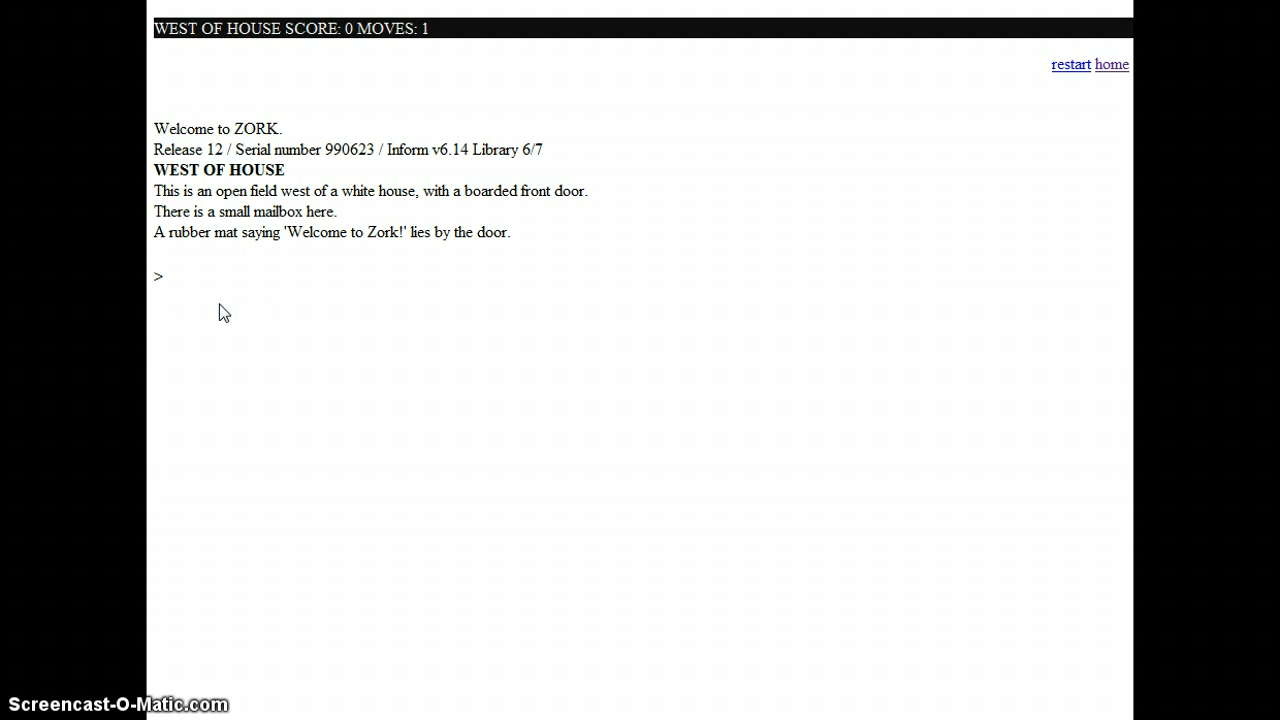 WEST OF HOUSE SCORE: 0 MOVES: 1
restart home
Welcome to ZORK.
Release 12 / Serial number 990623 / Inform v6.14 Library 6/7
WEST OF HOUSE
This is an open field west of a white house, with a boarded front door.
There is a small mailbox here.
A rubber mat saying 'Welcome to Zork!' lies by the door.
>
Screencast-O-Matic.com